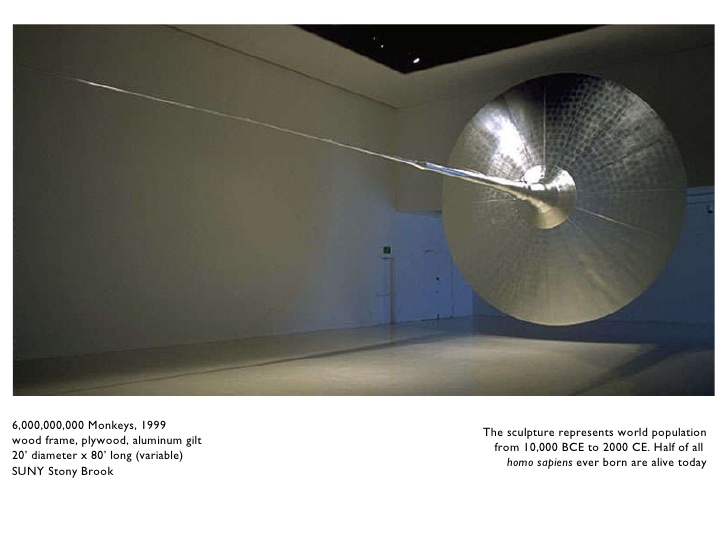 6,000,000,000 Monkeys, 1999
wood frame, plywood, aluminum gilt
20’ diameter x 80’ long (variable)
SUNY Stony Brook
The sculpture represents world population
from 10,000 BCE to 2000 CE. Half of all
homo sapiens ever born are alive today